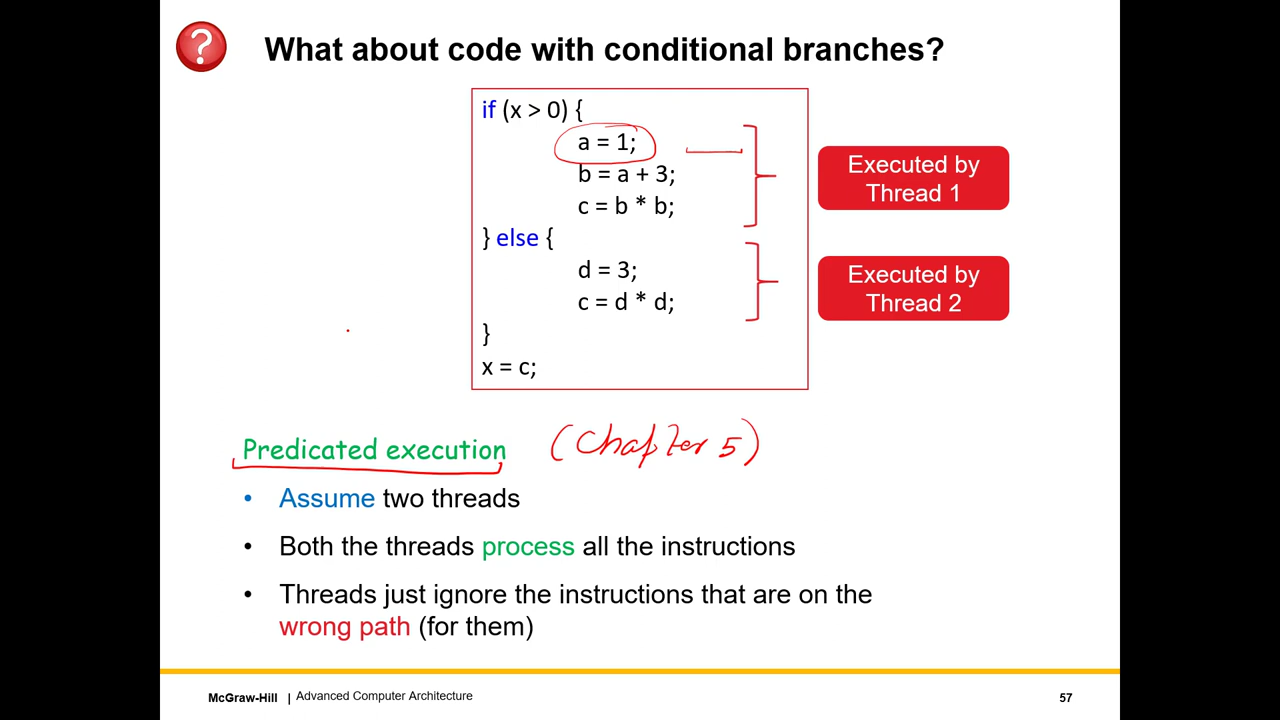 ?
What about code with conditional branches?
if (x > 0) {
a = 1;
b = a + 3;
c = b * b;
} else {
d = 3;
c = d * d;
}
x = c;
Executed by
Thread 1
Executed by
Thread 2
Predicated execution (Chapter 5)
• Assume two threads
• Both the threads process all the instructions
• Threads just ignore the instructions that are on the
wrong path (for them)
McGraw-Hill | Advanced Computer Architecture 57